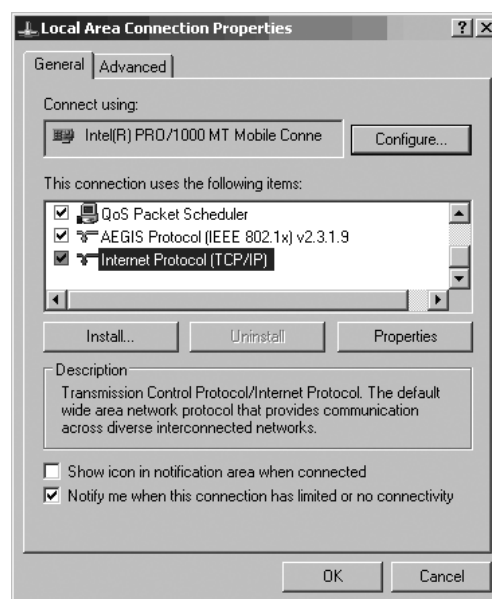 Local Area Connection Properties
General Advanced
Connect using:
Intel(R) PRO/1000 MT Mobile Conne Configure...
This connection uses the following items:
QoS Packet Scheduler
AEGIS Protocol (IEEE 802.1x) v2.3.1.9
Internet Protocol (TCP/IP)
Install... Uninstall Properties
Description
Transmission Control Protocol/Internet Protocol. The default
wide area network protocol that provides communication
across diverse interconnected networks.
Show icon in notification area when connected
Notify me when this connection has limited or no connectivity
OK Cancel